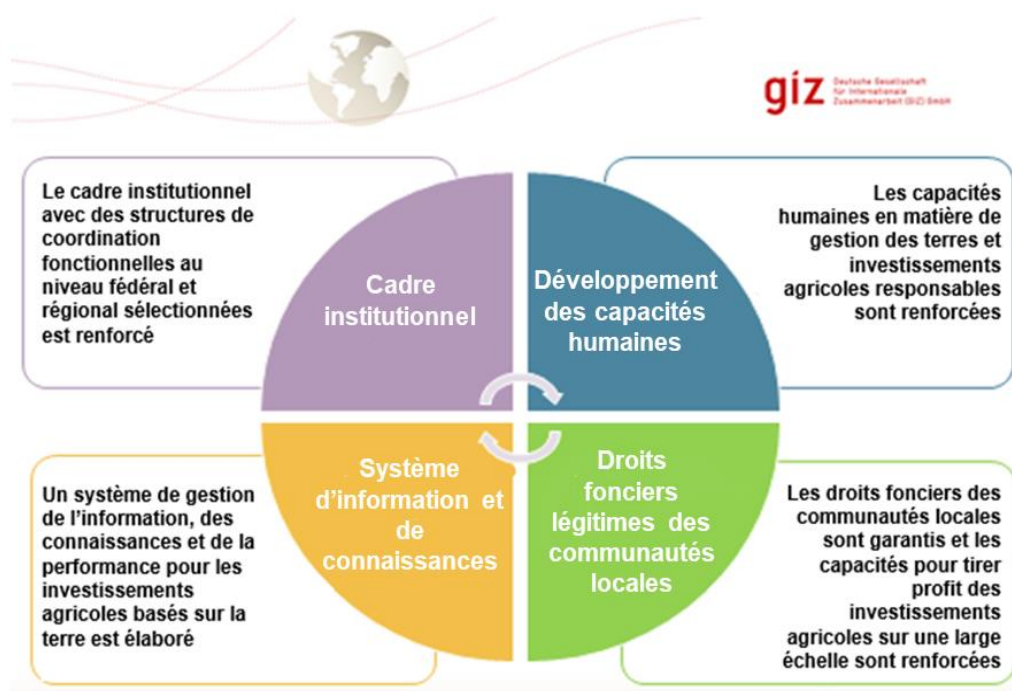 giz
Deutsche Gesellschaft
für Internationale
Zusammenarbeit (GIZ) GmbH
Le cadre institutionnel
avec des structures de
coordination
fonctionnelles au
niveau fédéral et
régional sélectionnées
est renforcé
Cadre
institutionnel
Développement
des capacités
humaines
Les capacités
humaines en matière de
gestion des terres et
investissements
agricoles responsables
sont renforcées
Un système de gestion
de l'information, des
connaissances et de la
performance pour les
investissements
agricoles basés sur la
terre est élaboré
Système
d'information et
de
connaissances
Droits
fonciers
légitimes des
communautés
locales
Les droits fonciers des
communautés locales
sont garantis et les
capacités pour tirer
profit des
investissements
agricoles sur une large
échelle sont renforcées